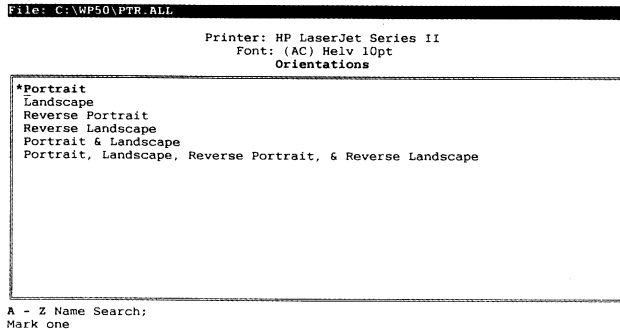 File: C:\WP50\PTR.ALL
Printer: HP LaserJet Series II
Font: (AC) Helv 10pt
Orientations
*Portrait
Landscape
Reverse Portrait
Reverse Landscape
Portrait & Landscape
Portrait, Landscape, Reverse Portrait, & Reverse Landscape
A - Z Name Search;
Mark one